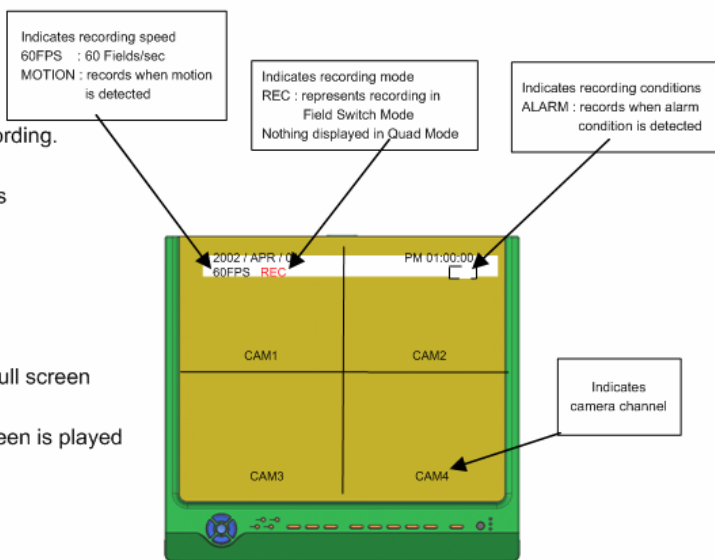 Indicates recording speed
60FPS : 60 Fields/sec
MOTION : records when motion
is detected
Indicates recording mode
REC : represents recording in
Field Switch Mode
Nothing displayed in Quad Mode
Indicates recording conditions
ALARM : records when alarm
condition is detected
2002 / APR / 0
PM 01:00:00
60FPS REC
CAM1
CAM2
Indicates
camera channel
CAM3
CAM4
ull screen
een is played